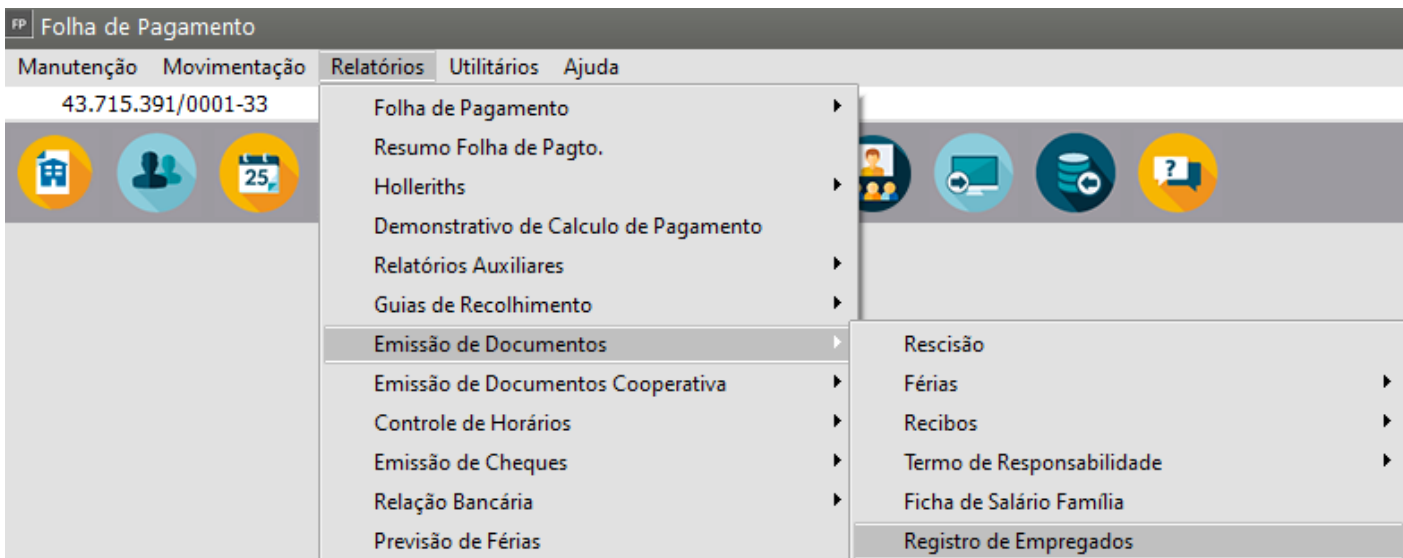 FP Folha de Pagamento
Manutenção Movimentação Relatórios Utilitários Ajuda
43.715.391/0001-33
25
?
Folha de Pagamento
Resumo Folha de Pagto.
Holleriths
Demonstrativo de Calculo de Pagamento
Relatórios Auxiliares
Guias de Recolhimento
Emissão de Documentos
Emissão de Documentos Cooperativa
Controle de Horários
Emissão de Cheques
Relação Bancária
Previsão de Férias
Rescisão
Férias
Recibos
Termo de Responsabilidade
Ficha de Salário Família
Registro de Empregados